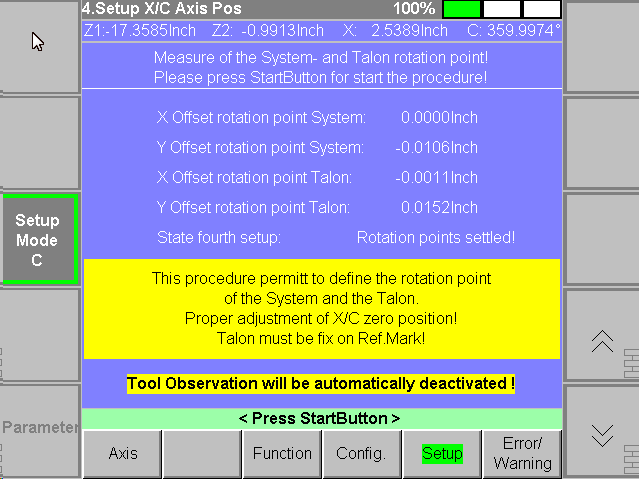 4.Setup X/C Axis Pos 100%
Z1:-17.3585Inch Z2: -0.9913Inch X: 2.5389Inch C: 359.9974°
Measure of the System- and Talon rotation point!
Please press StartButton for start the procedure!
X Offset rotation point System: 0.0000Inch
Y Offset rotation point System: -0.0106Inch
X Offset rotation point Talon: -0.0011Inch
Y Offset rotation point Talon: 0.0152Inch
State fourth setup: Rotation points settled!
Setup
Mode
C
This procedure permitt to define the rotation point
of the System and the Talon.
Proper adjustment of X/C zero position!
Talon must be fix on Ref.Mark!
Tool Observation will be automatically deactivated !
< Press StartButton >
Parameter
Axis Function Config. Setup Error/
Warning